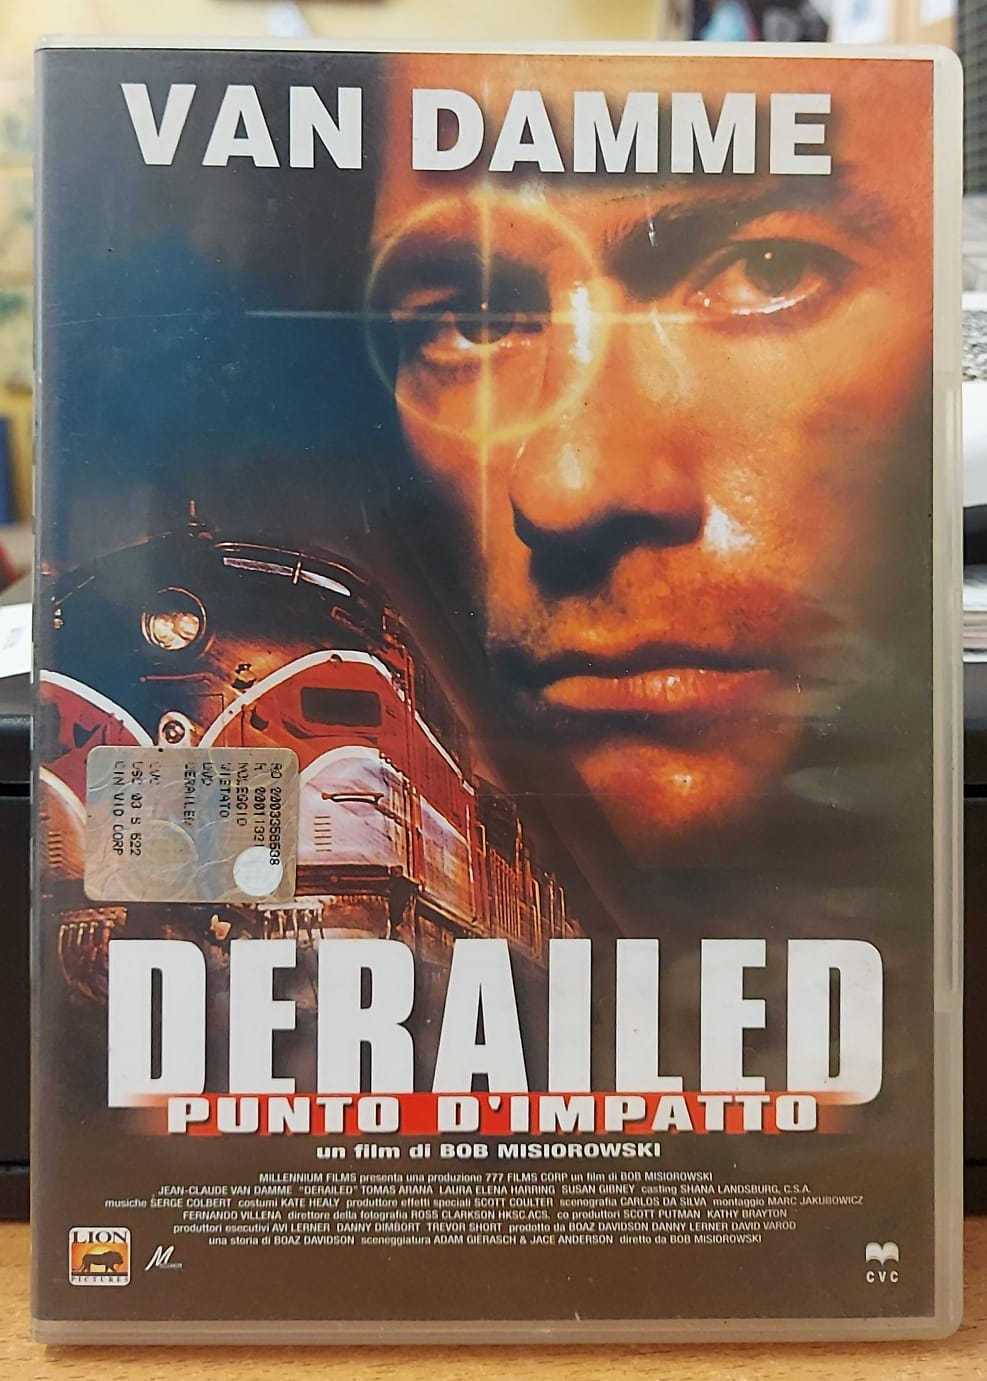 VAN DAMME
RO 0003958638
VIETATO
NOLEGGIO
DVD
DERAILED
CVC
CIN VID CORP
DERAILED
PUNTO D'IMPATTO
un film di BOB MISIOROWSKI
MILLENNIUM FILMS presenta una produzione 777 FILMS CORP un film di BOB MISIOROWSKI
JEAN-CLAUDE VAN DAMME "DERAILED" TOMAS ARANA LAURA ELENA HARRING SUSAN GIBNEY casting SHANA LANDSBURG, C.S.A.
musiche SERGE COLBERT costumi KATE HEALY produttore effetti speciali SCOTT COULTER scenografia CARLOS DA SILVA montaggio MARC JAKUBOWICZ
FERNANDO VILLENA direttore della fotografia ROSS CLARKSON HKSC.ACS. co produttori SCOTT PUTMAN KATHY BRAYTON
produttori esecutivi AVI LERNER DANNY DIMBORT TREVOR SHORT prodotto da BOAZ DAVIDSON DANNY LERNER DAVID VAROD
una storia di BOAZ DAVIDSON sceneggiatura ADAM GIERASCH & JACE ANDERSON diretto da BOB MISIOROWSKI
LION
PICTURES
CVC